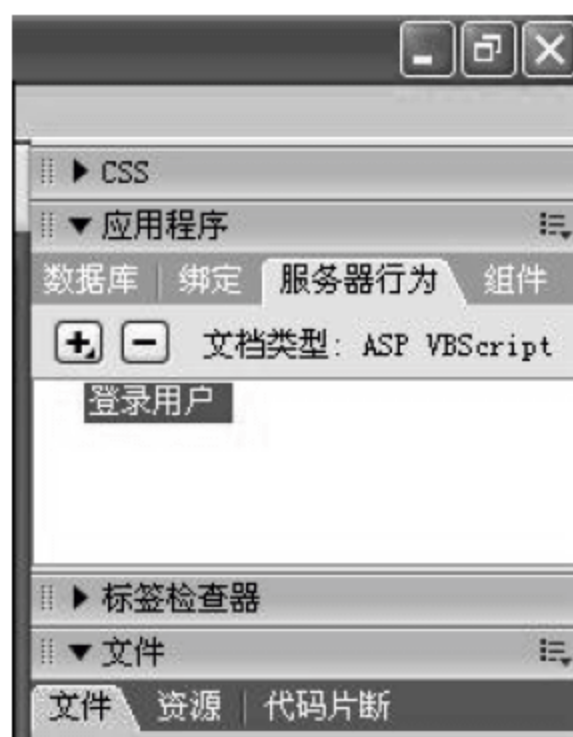 CSS
应用程序
数据库 绑定 服务器行为 组件
文档类型: ASP VBScript
登录用户
标签检查器
文件
文件 资源 代码片断